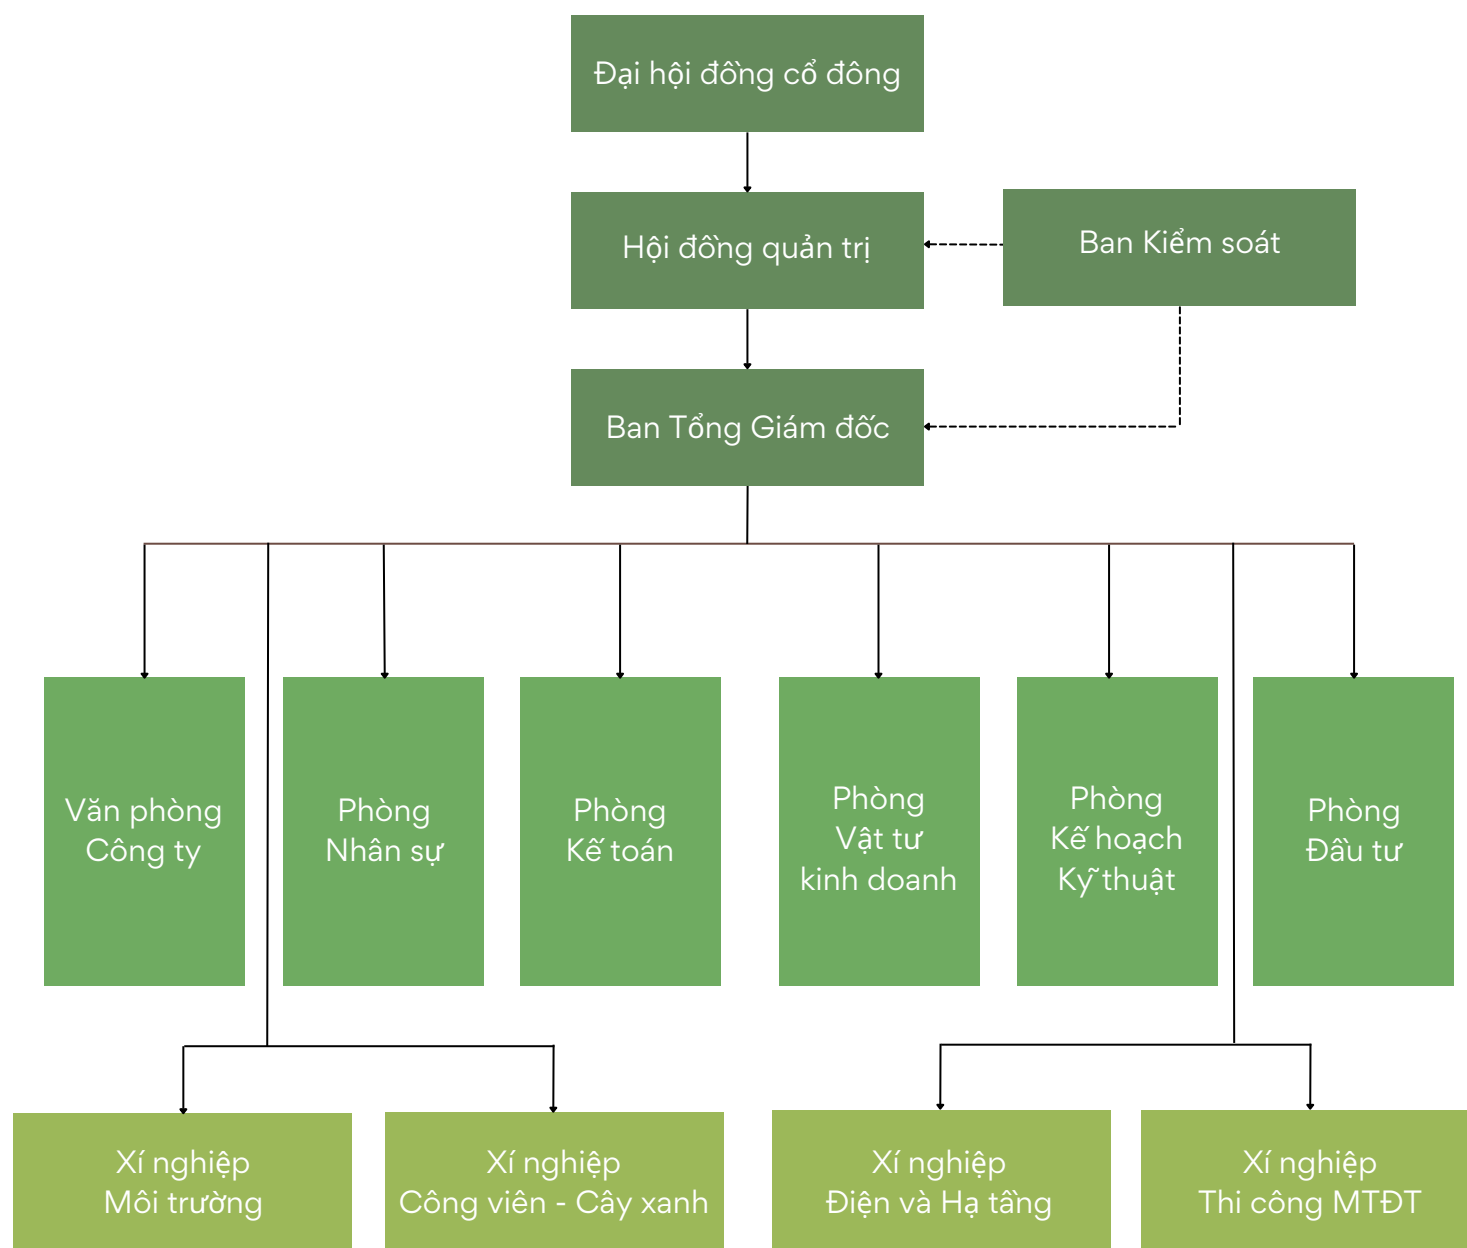 Đại hội đồng cổ đông
Hội đồng quản trị
Ban Kiểm soát
Ban Tổng Giám đốc
Văn phòng
Công ty
Phòng
Nhân sự
Phòng
Kế toán
Phòng
Vật tư
kinh doanh
Phòng
Kế hoạch
Kỹ thuật
Phòng
Đầu tư
Xí nghiệp
Môi trường
Xí nghiệp
Công viên - Cây xanh
Xí nghiệp
Điện và Hạ tầng
Xí nghiệp
Thi công MTĐT